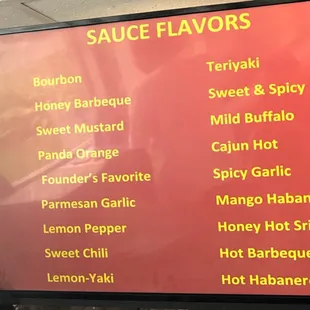 SAUCE FLAVORS
Bourbon
Honey Barbeque
Sweet Mustard
Panda Orange
Founder's Favorite
Parmesan Garlic
Lemon Pepper
Sweet Chili
Lemon-Yaki
Teriyaki
Sweet & Spicy
Mild Buffalo
Cajun Hot
Spicy Garlic
Mango Haban
Honey Hot Sri
Hot Barbeque
Hot Habanero